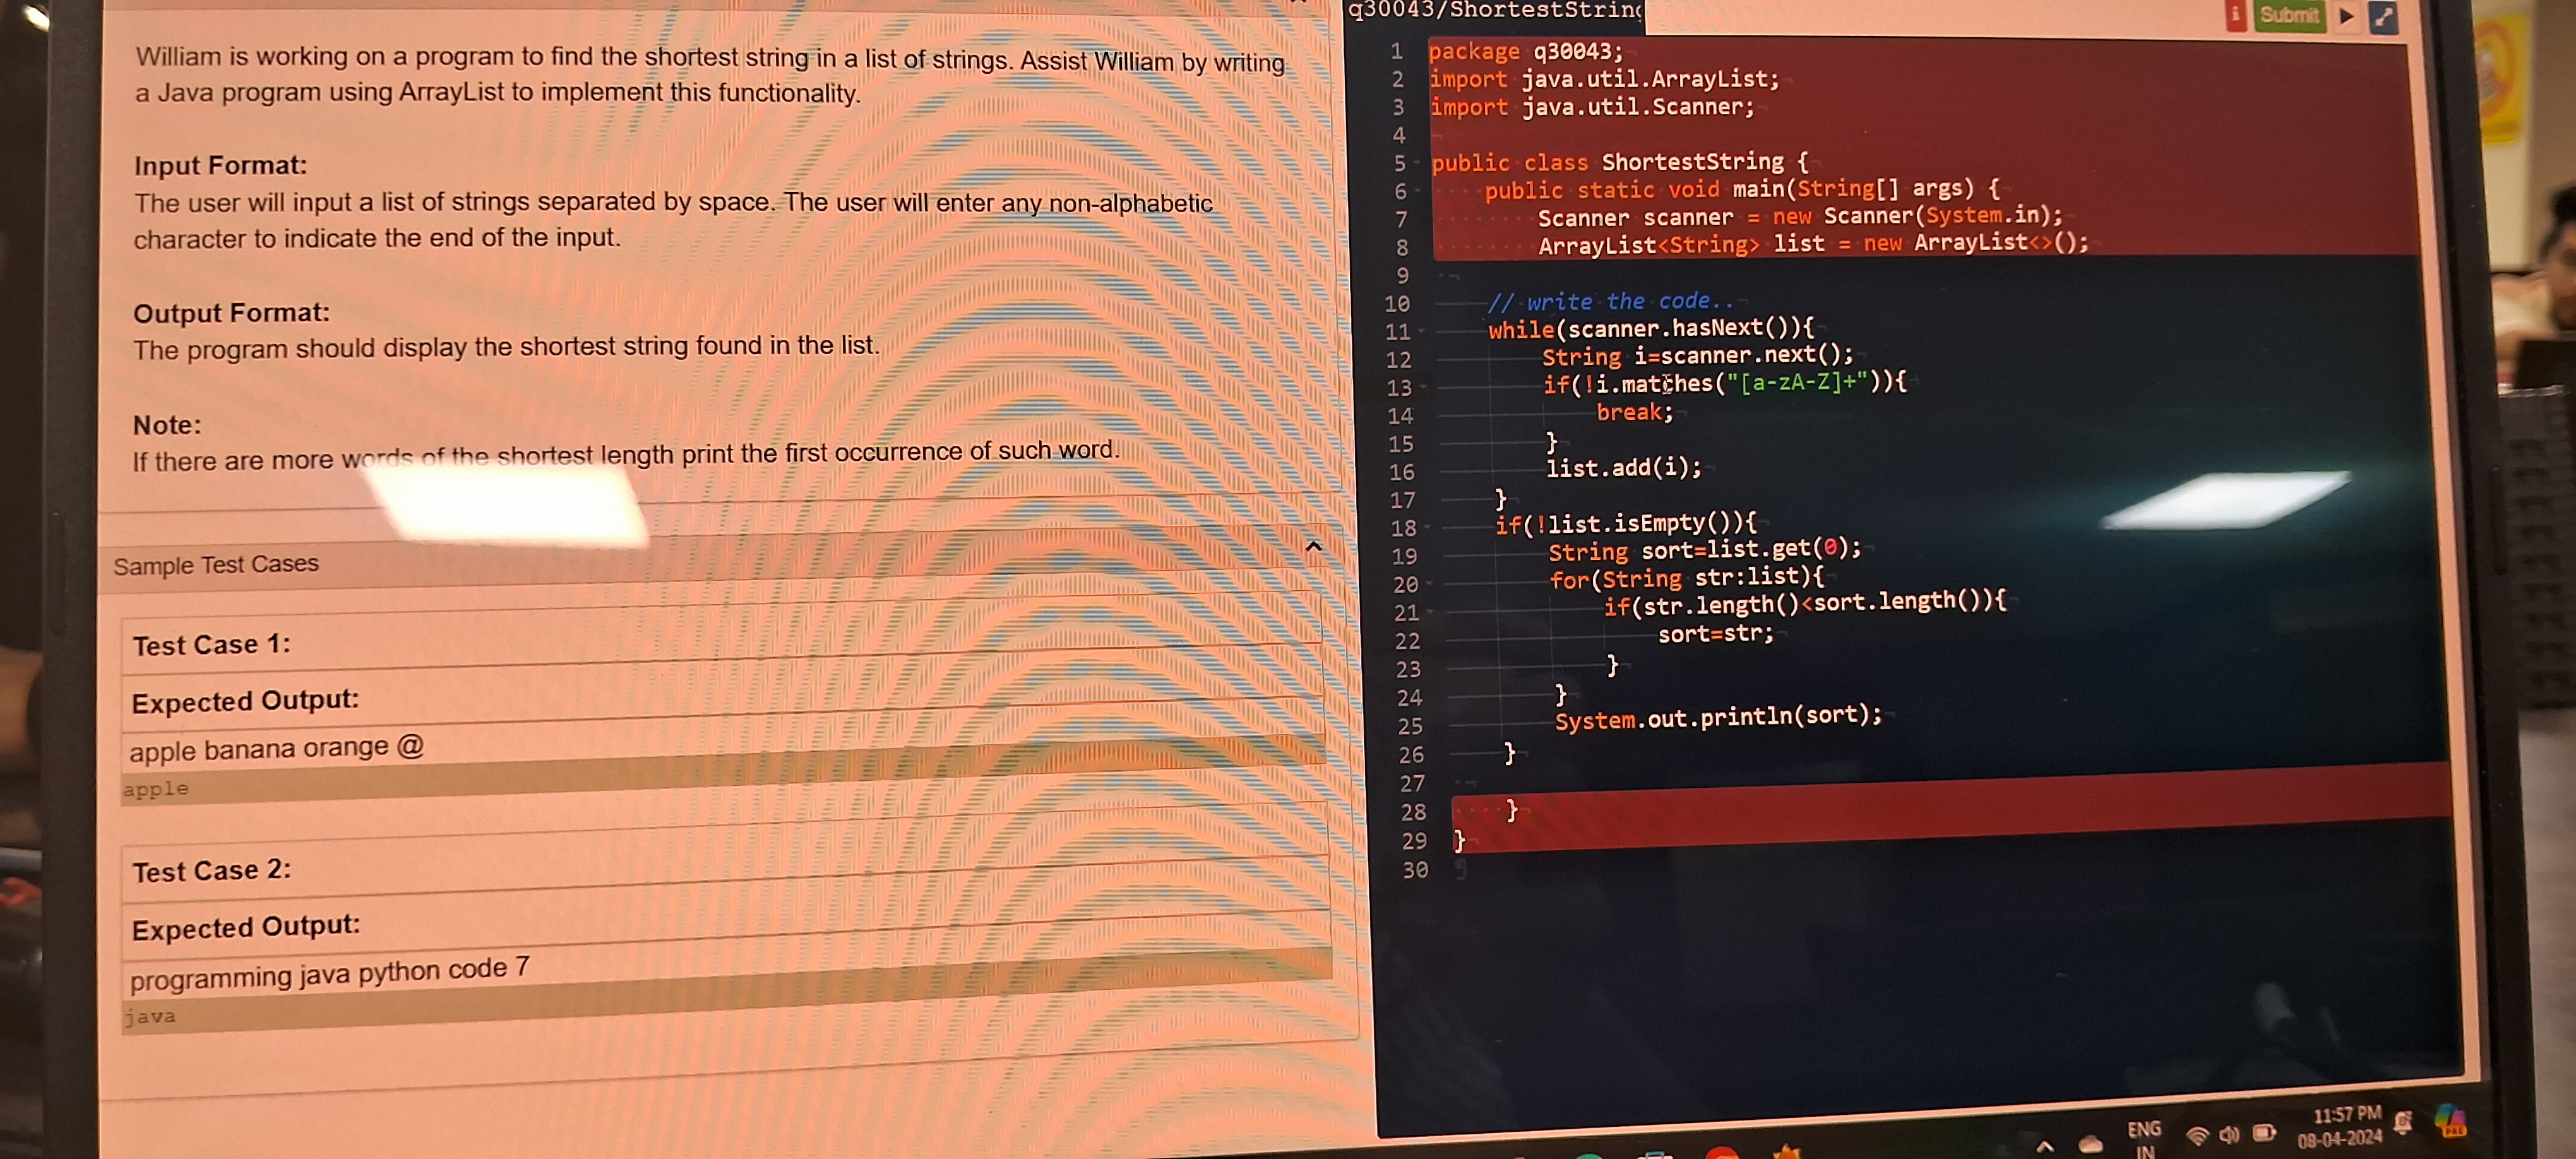 William is working on a program to find the shortest string in a list of strings. Assist William by writing
a Java program using ArrayList to implement this functionality.
Input Format:
The user will input a list of strings separated by space. The user will enter any non-alphabetic
character to indicate the end of the input.
Output Format:
The program should display the shortest string found in the list.
Note:
If there are more words of the shortest length print the first occurrence of such word.
Sample Test Cases
Test Case 1:
Expected Output:
apple banana orange @
apple
Test Case 2:
Expected Output:
programming java python code 7
java
q30043/ShortestString
Submit
1 package q30043;
2 import java.util.ArrayList;
3 import java.util.Scanner;
4
5 public class ShortestString {
6 public static void main(String[] args) {
7 Scanner scanner = new Scanner(System.in);
8 ArrayList<String> list = new ArrayList<>();
9
10 // write the code..
11 while(scanner.hasNext()){
12 String i=scanner.next();
13 if(!i.matches("[a-zA-Z]+")){
14 break;
15 }
16 list.add(i);
17 }
18 if(!list.isEmpty()){
19 String sort=list.get(0);
20 for(String str:list){
21 if(str.length()<sort.length()){
22 sort=str;
23 }
24 }
25 System.out.println(sort);
26 }
27
28 }
29 }
30
ENG
IN
11:57 PM
08-04-2024
PRE